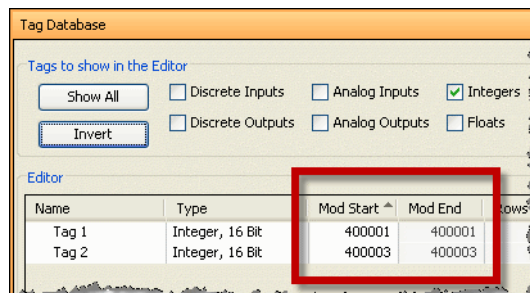 Tag Database
Tags to show in the Editor
Show All
Discrete Inputs
Analog Inputs
Integers
Invert
Discrete Outputs
Analog Outputs
Floats
Editor
Name Type Mod Start Mod End Rows
Tag 1 Integer, 16 Bit 400001 400001
Tag 2 Integer, 16 Bit 400003 400003